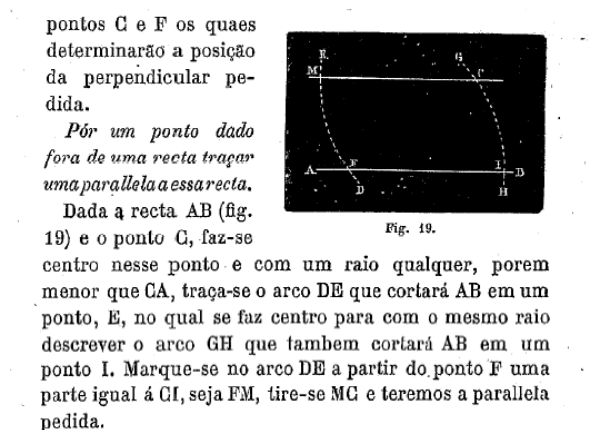 pontos C e F os quaes
determinarão a posição
da perpendicular pe-
dida.
Pór um ponto dado
fora de uma recta traçar
uma parallela a essa recta.
Dada a recta AB (fig.
19) e o ponto C, faz-se
E
G
M
C
F
I
A
B
D
H
Fig. 19.
centro nesse ponto e com um raio qualquer, porem
menor que CA, traça-se o arco DE que cortará AB em um
ponto, E, no qual se faz centro para com o mesmo raio
descrever o arco GH que tambem cortará AB em um
ponto I. Marque-se no arco DE a partir do ponto F uma
parte igual á CI, seja FM, tire-se MC e teremos a parallela
pedida.